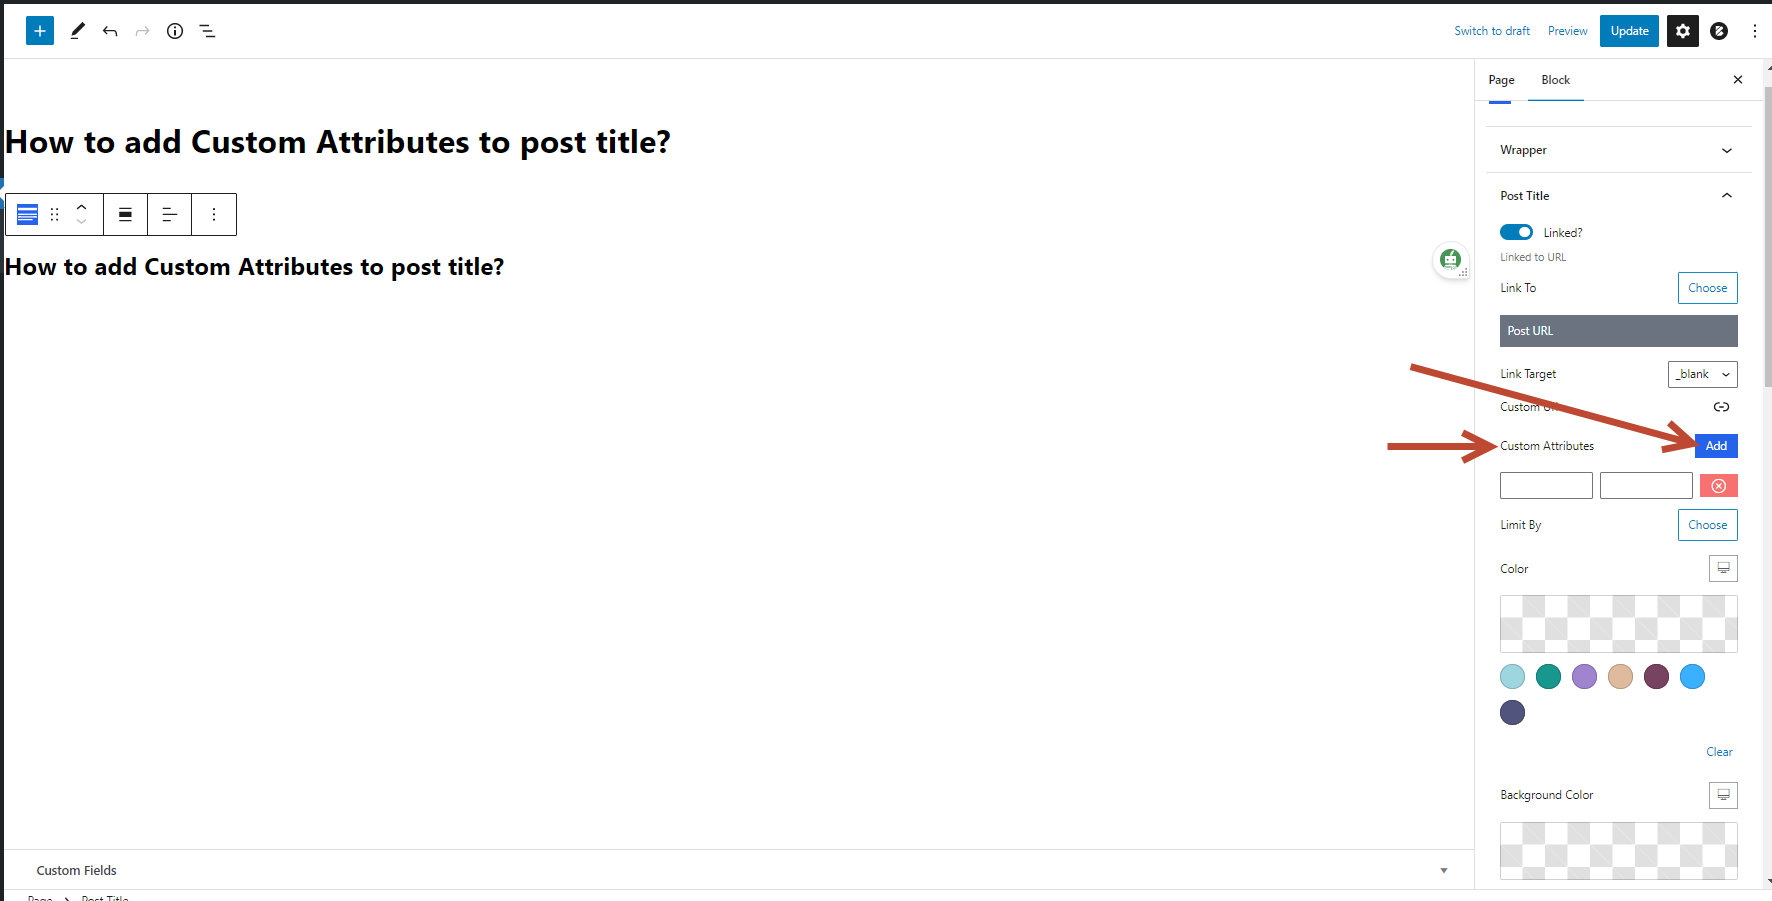 Switch to draft Preview Update
Page Block
How to add Custom Attributes to post title?
Wrapper
Post Title
Linked?
Linked to URL
How to add Custom Attributes to post title?
Link To Choose
Post URL
Link Target _blank
Custom
Custom Attributes Add
Limit By Choose
Color
Clear
Background Color
Custom Fields
Page > Post Title